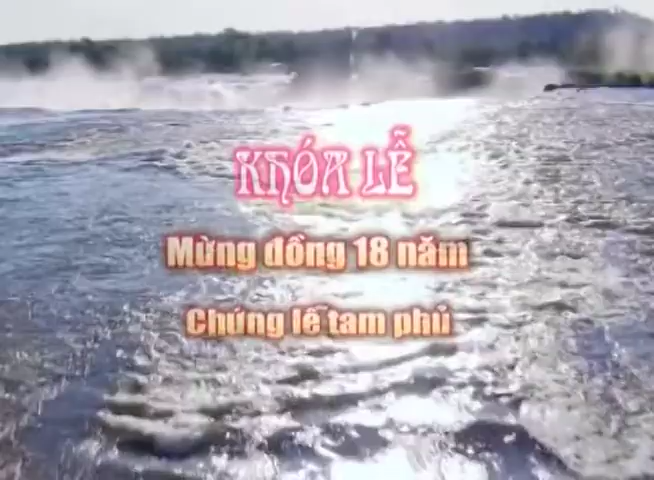 KHÓA LỄ
Mừng đồng 18 năm
Chứng lễ tam phủ